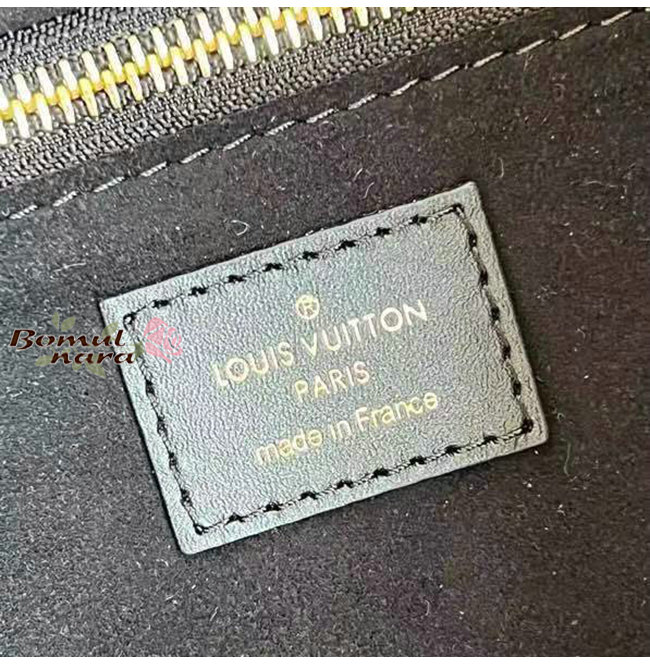 Bomul
nara
®
LOUIS VUITTON
PARIS
made in France